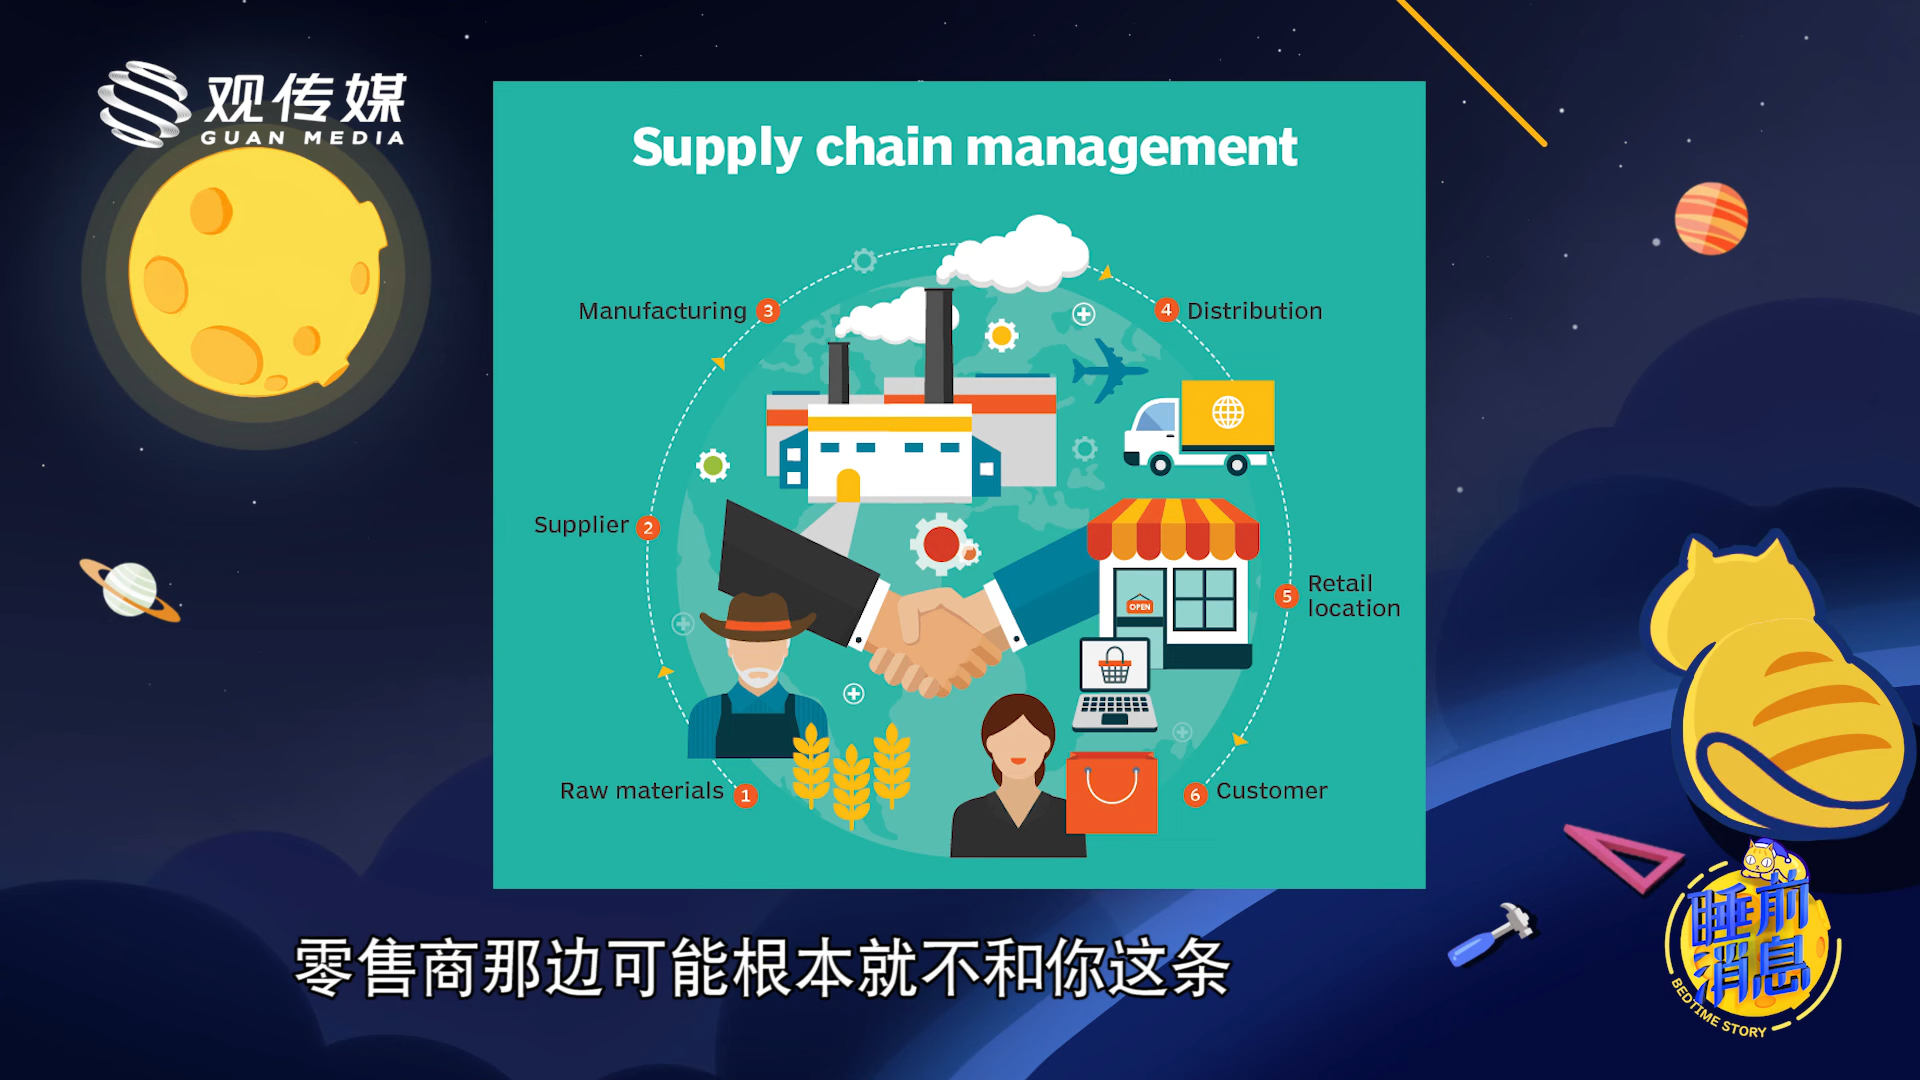 观传媒
GUAN MEDIA
Supply chain management
Manufacturing 3
4 Distribution
Supplier 2
OPEN
5 Retail
location
Raw materials 1
6 Customer
零售商那边可能根本就不和你这条
睡前
消息
BEDTIME STORY